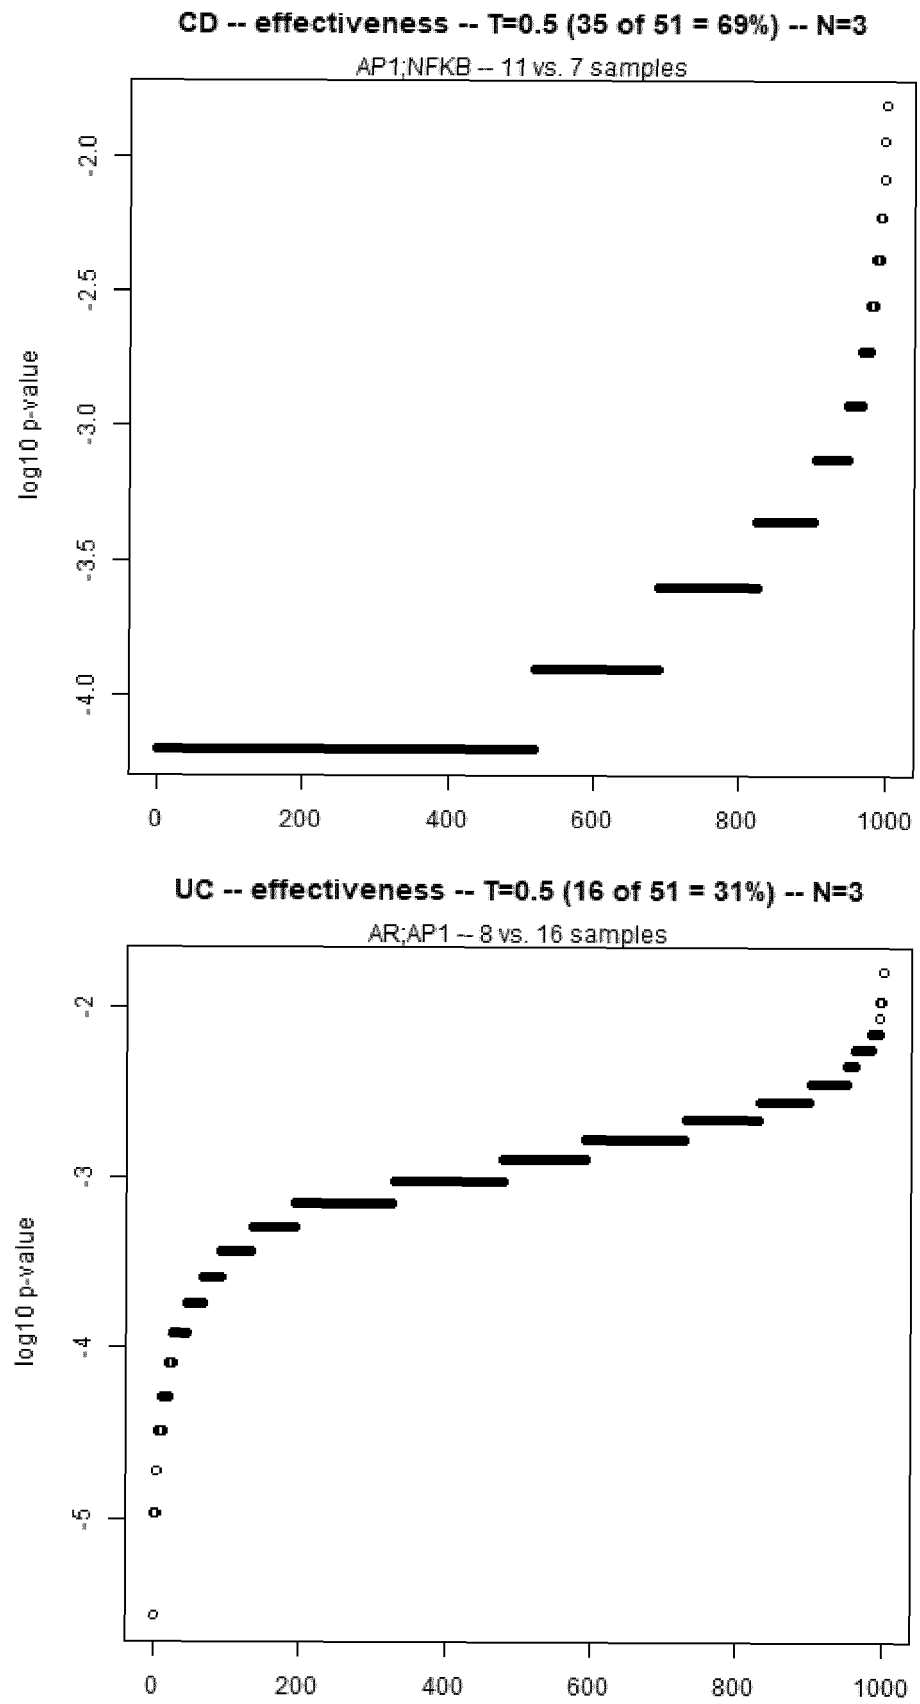 CD -- effectiveness -- T=0.5 (35 of 51 = 69%) -- N=3
AP1;NFKB -- 11 vs. 7 samples
-2.0
-2.5
-3.0
-3.5
-4.0
log10 p-value
0 200 400 600 800 1000
UC -- effectiveness -- T=0.5 (16 of 51 = 31%) -- N=3
AR;AP1 -- 8 vs. 16 samples
-2
-3
-4
-5
log10 p-value
0 200 400 600 800 1000